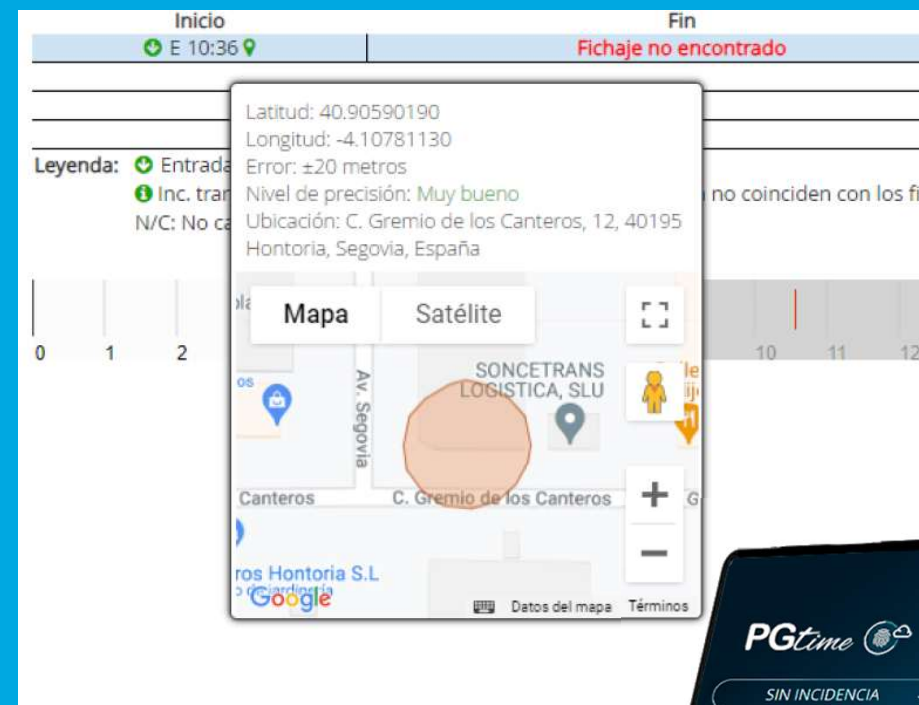 Inicio Fin
E 10:36 Fichaje no encontrado
Latitud: 40.90590190
Longitud: -4.10781130
Error: ±20 metros
Nivel de precisión: Muy bueno
Ubicación: C. Gremio de los Canteros, 12, 40195
Hontoria, Segovia, España
Leyenda: Entrada
Inc. no coinciden con los
N/C: No
Mapa Satélite
0 1 2 10 11 12
SONCETRANS
LOGISTICA, SLU
Av. Segovia
Canteros C. Gremio de los Canteros G
ros Hontoria S.L
Google Datos del mapa Términos
PGtime
SIN INCIDENCIA